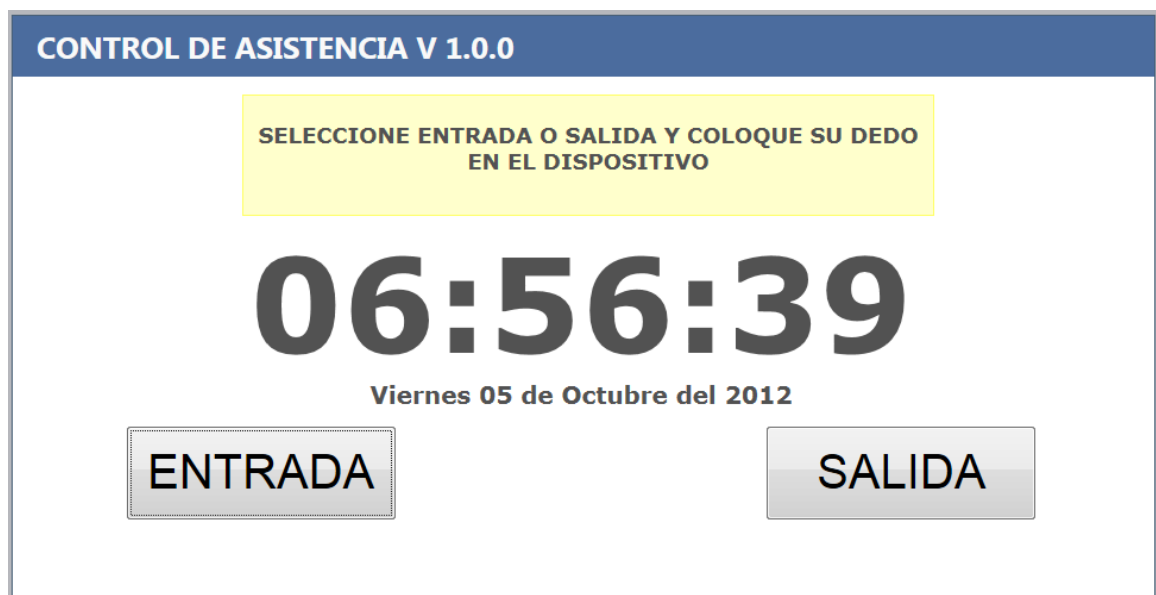 CONTROL DE ASISTENCIA V 1.0.0
SELECCIONE ENTRADA O SALIDA Y COLOQUE SU DEDO
EN EL DISPOSITIVO
06:56:39
Viernes 05 de Octubre del 2012
ENTRADA
SALIDA